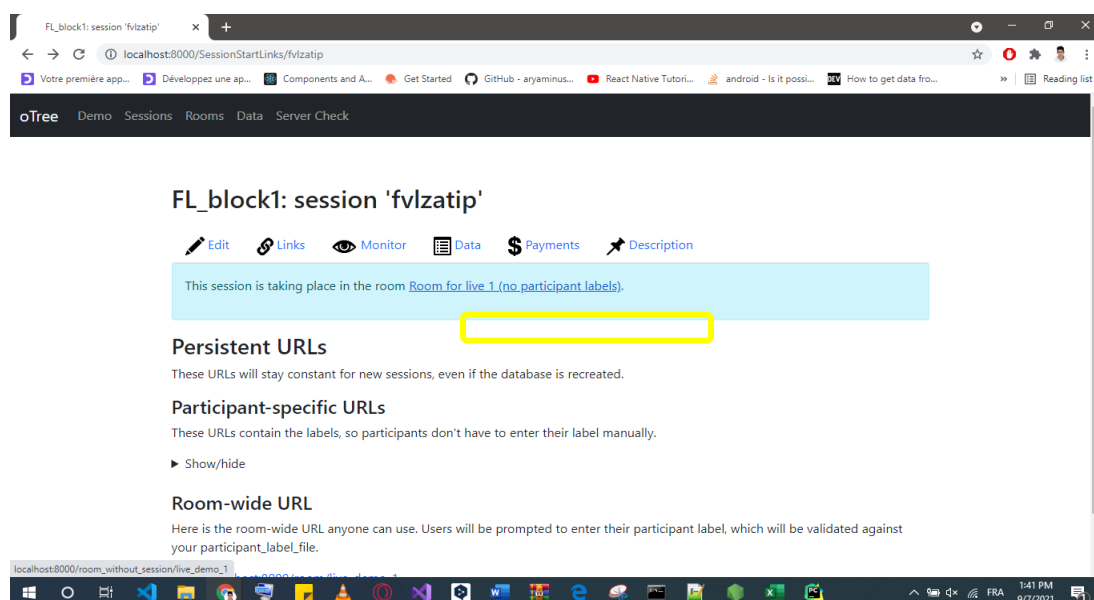 FL_block1: session 'fvlzatip'
localhost:8000/SessionStartLinks/fvlzatip
Votre première app... Développez une ap... Components and A... Get Started GitHub - aryaminus... React Native Tutori... android - Is it possi... DEV How to get data fro... » Reading list
oTree Demo Sessions Rooms Data Server Check
FL_block1: session 'fvlzatip'
Edit Links Monitor Data Payments Description
This session is taking place in the room Room for live 1 (no participant labels).
Persistent URLs
These URLs will stay constant for new sessions, even if the database is recreated.
Participant-specific URLs
These URLs contain the labels, so participants don't have to enter their label manually.
Show/hide
Room-wide URL
Here is the room-wide URL anyone can use. Users will be prompted to enter their participant label, which will be validated against
your participant_label_file.
localhost:8000/room_without_session/live_demo_1
FRA 1:41 PM
9/7/2021